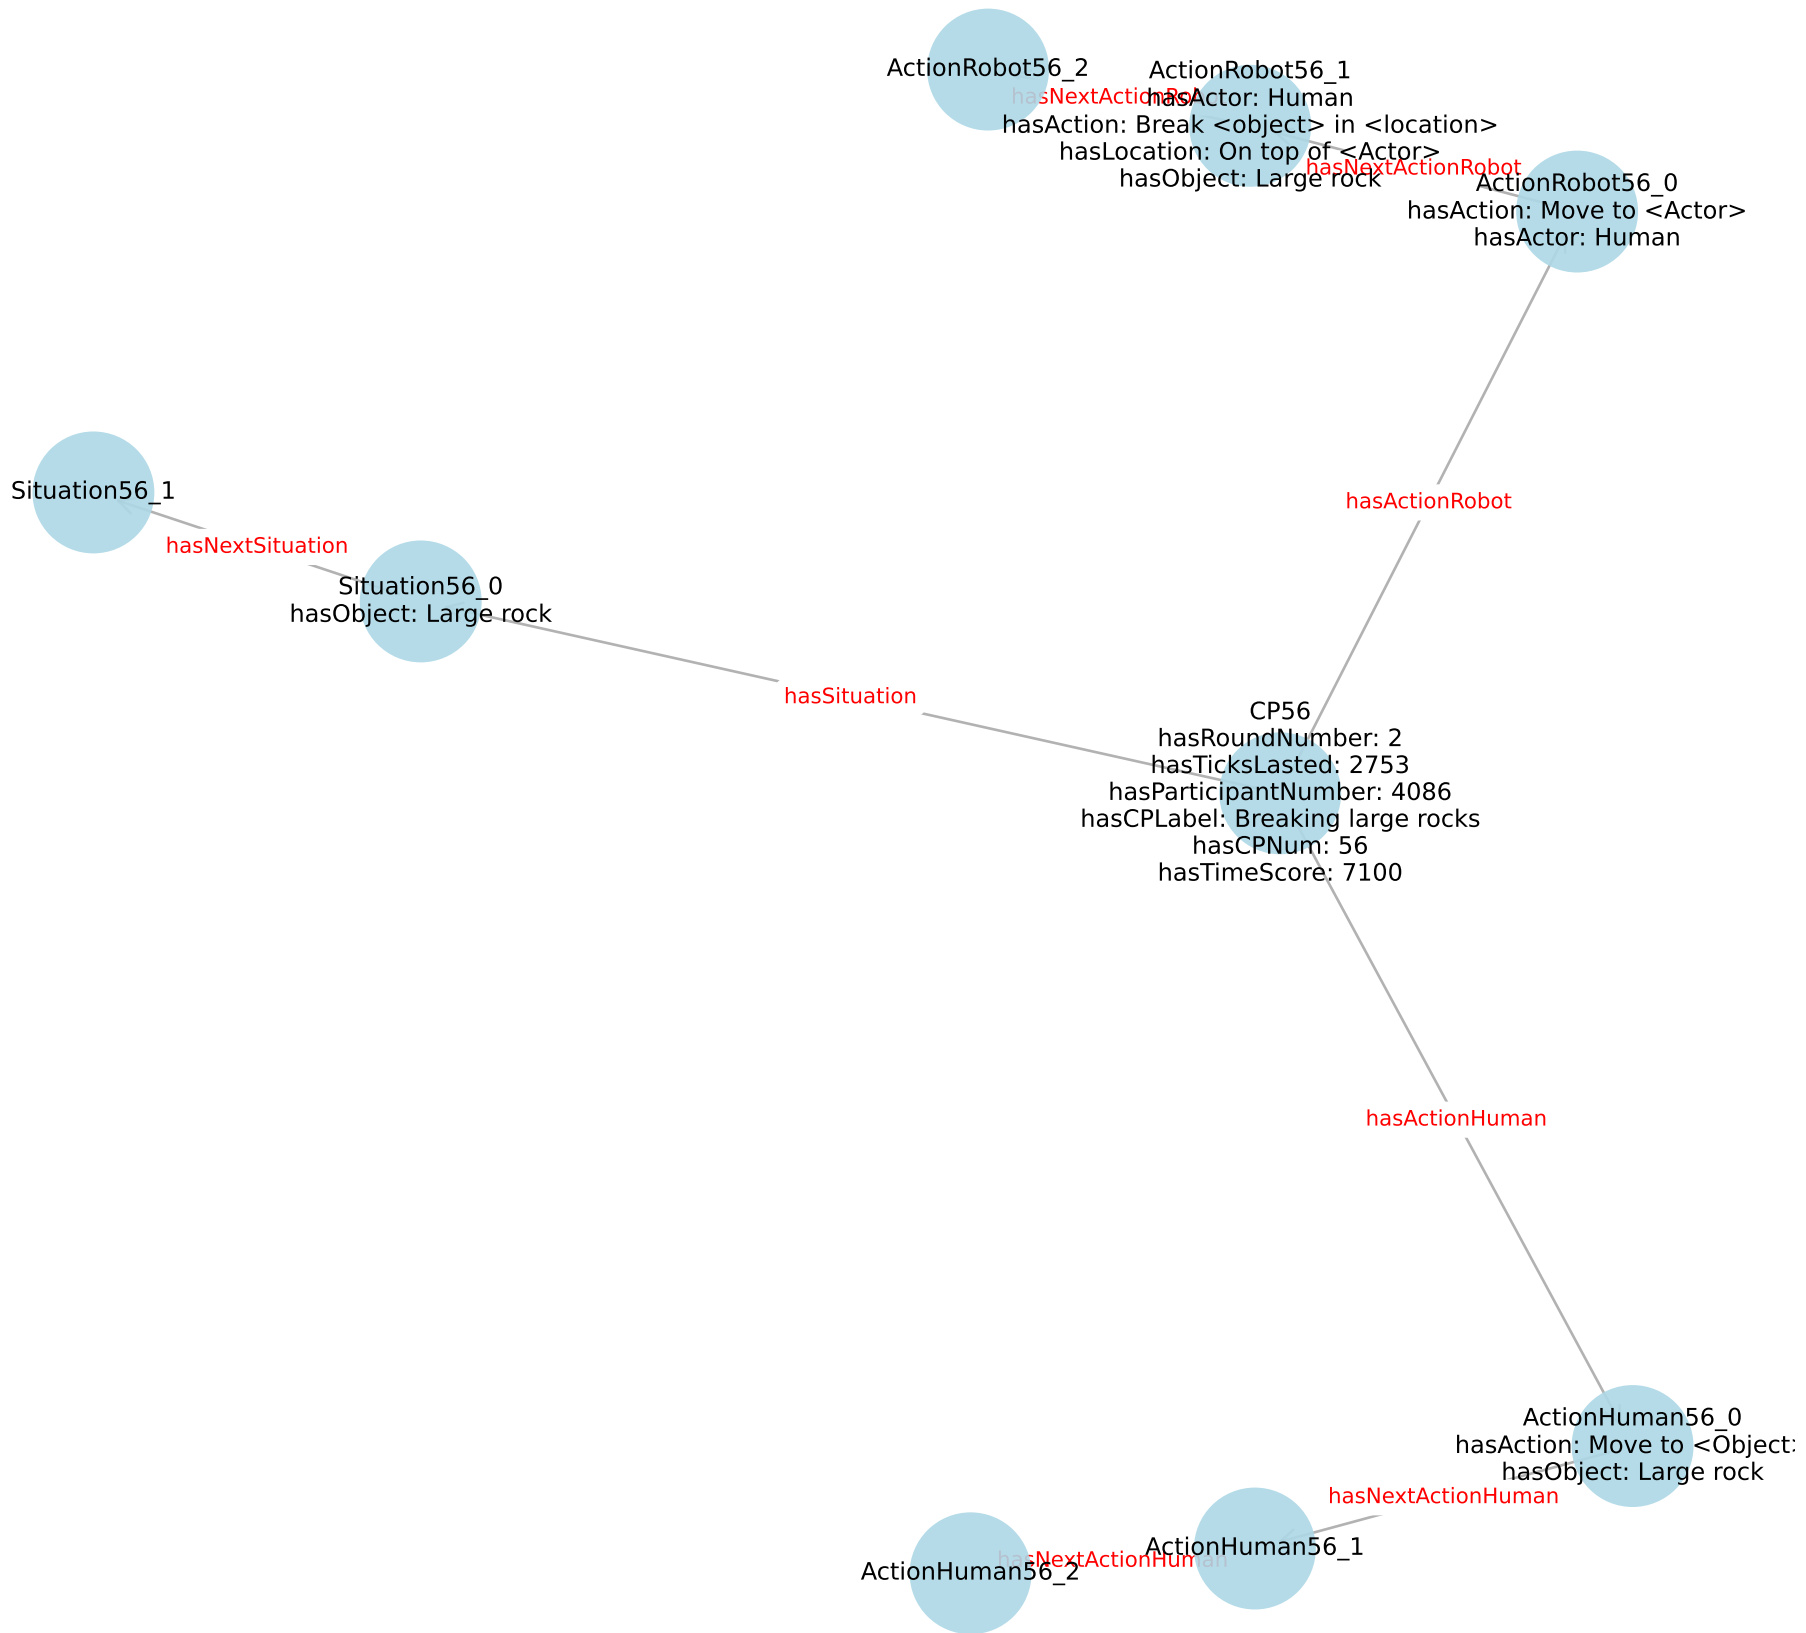 ActionRobot56_2
hasNextActionRo
ActionRobot56_1
hasActor: Human
hasAction: Break <object> in <location>
hasLocation: On top of <Actor>
hasObject: Large rock
hasNextActionRobot
ActionRobot56_0
hasAction: Move to <Actor>
hasActor: Human
hasActionRobot
Situation56_1
hasNextSituation
Situation56_0
hasObject: Large rock
hasSituation
CP56
hasRoundNumber: 2
hasTicksLasted: 2753
hasParticipantNumber: 4086
hasCPLabel: Breaking large rocks
hasCPNum: 56
hasTimeScore: 7100
hasActionHuman
ActionHuman56_0
hasAction: Move to <Object>
hasObject: Large rock
hasNextActionHuman
ActionHuman56_1
hasNextActionHuman
ActionHuman56_2